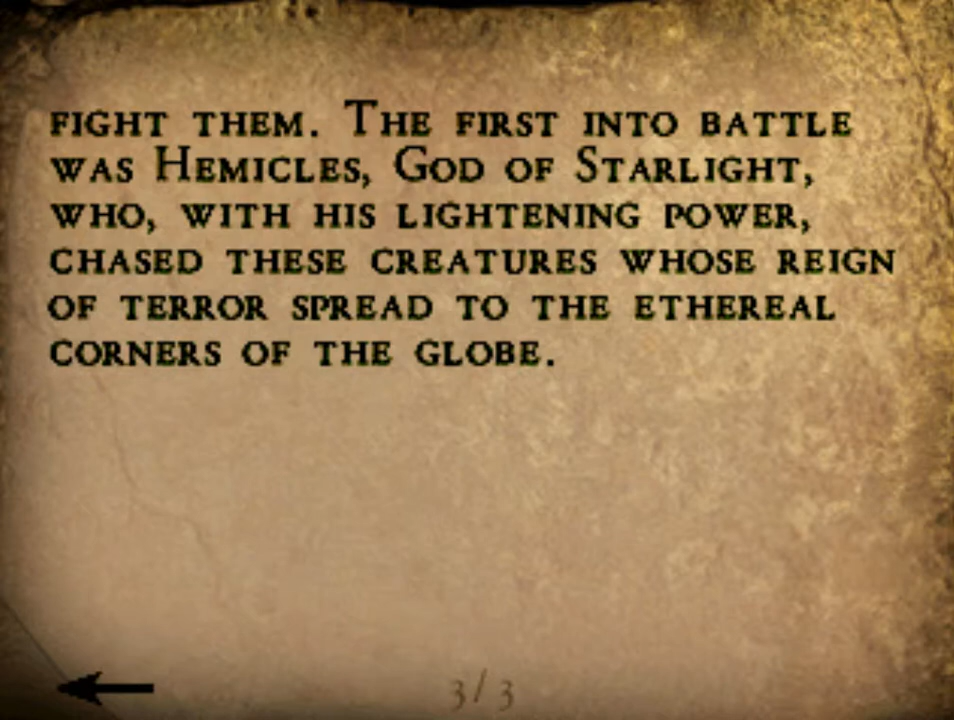 fight them. The first into battle
was Hemicles, God of Starlight,
who, with his lightening power,
chased these creatures whose reign
of terror spread to the ethereal
corners of the globe.
3/3